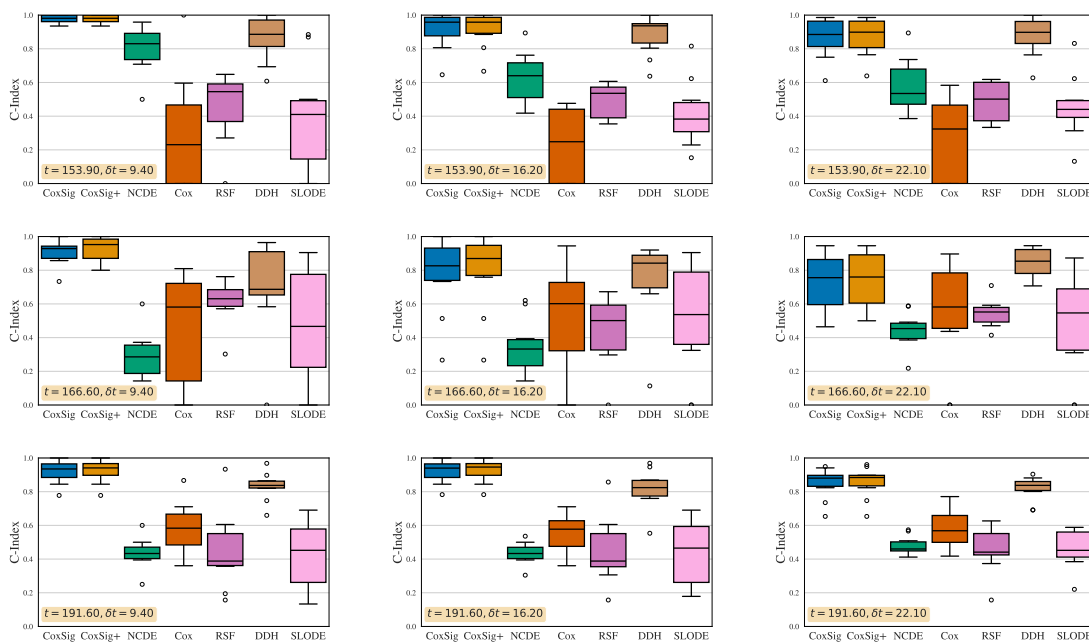 C-Index
1.0
0.8
0.6
0.4
0.2
0.0
t = 153.90, δt = 9.40
CoxSig CoxSig+ NCDE Cox RSF DDH SLODE
C-Index
1.0
0.8
0.6
0.4
0.2
0.0
t = 153.90, δt = 16.20
CoxSig CoxSig+ NCDE Cox RSF DDH SLODE
C-Index
1.0
0.8
0.6
0.4
0.2
0.0
t = 153.90, δt = 22.10
CoxSig CoxSig+ NCDE Cox RSF DDH SLODE
C-Index
1.0
0.8
0.6
0.4
0.2
0.0
t = 166.60, δt = 9.40
CoxSig CoxSig+ NCDE Cox RSF DDH SLODE
C-Index
1.0
0.8
0.6
0.4
0.2
0.0
t = 166.60, δt = 16.20
CoxSig CoxSig+ NCDE Cox RSF DDH SLODE
C-Index
1.0
0.8
0.6
0.4
0.2
0.0
t = 166.60, δt = 22.10
CoxSig CoxSig+ NCDE Cox RSF DDH SLODE
C-Index
1.0
0.8
0.6
0.4
0.2
0.0
t = 191.60, δt = 9.40
CoxSig CoxSig+ NCDE Cox RSF DDH SLODE
C-Index
1.0
0.8
0.6
0.4
0.2
0.0
t = 191.60, δt = 16.20
CoxSig CoxSig+ NCDE Cox RSF DDH SLODE
C-Index
1.0
0.8
0.6
0.4
0.2
0.0
t = 191.60, δt = 22.10
CoxSig CoxSig+ NCDE Cox RSF DDH SLODE